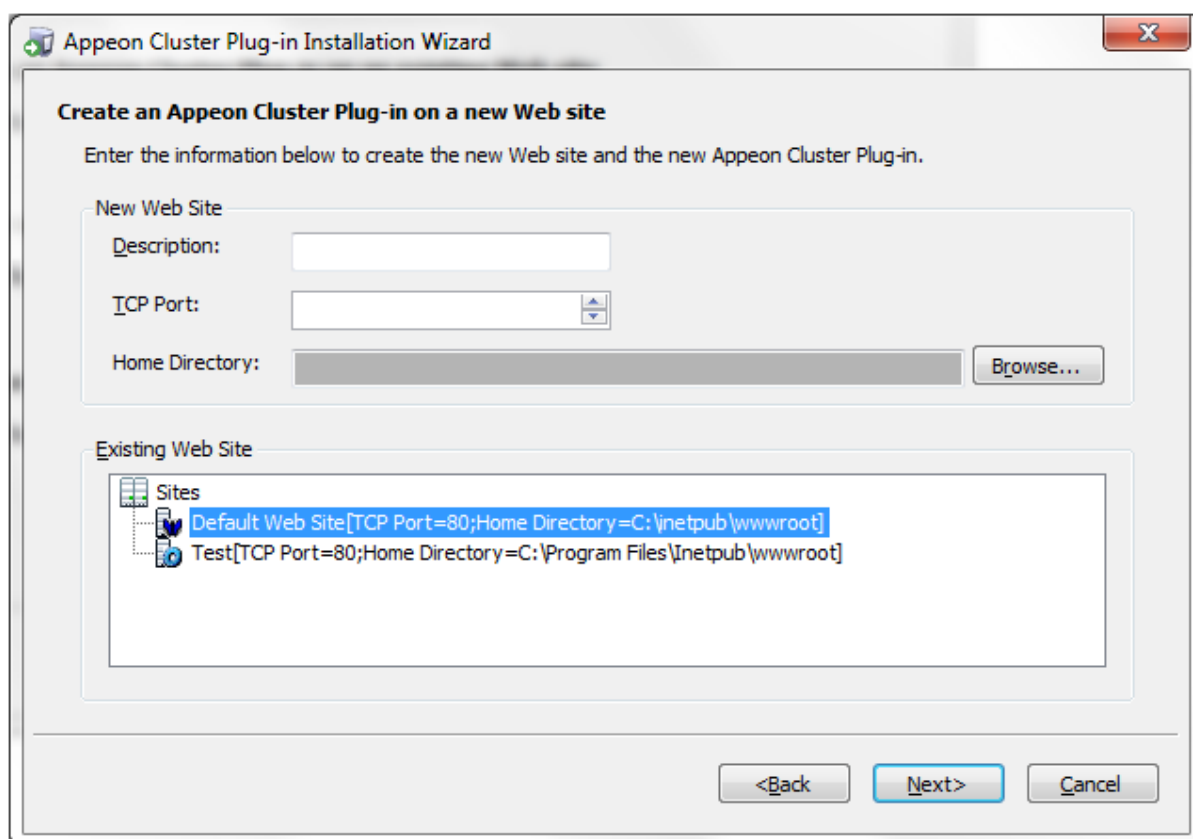 Appeon Cluster Plug-in Installation Wizard
Create an Appeon Cluster Plug-in on a new Web site
Enter the information below to create the new Web site and the new Appeon Cluster Plug-in.
New Web Site
Description:
TCP Port:
Home Directory:
Browse...
Existing Web Site
Sites
Default Web Site[TCP Port=80;Home Directory=C:\inetpub\wwwroot]
Test[TCP Port=80;Home Directory=C:\Program Files\Inetpub\wwwroot]
<Back
Next>
Cancel